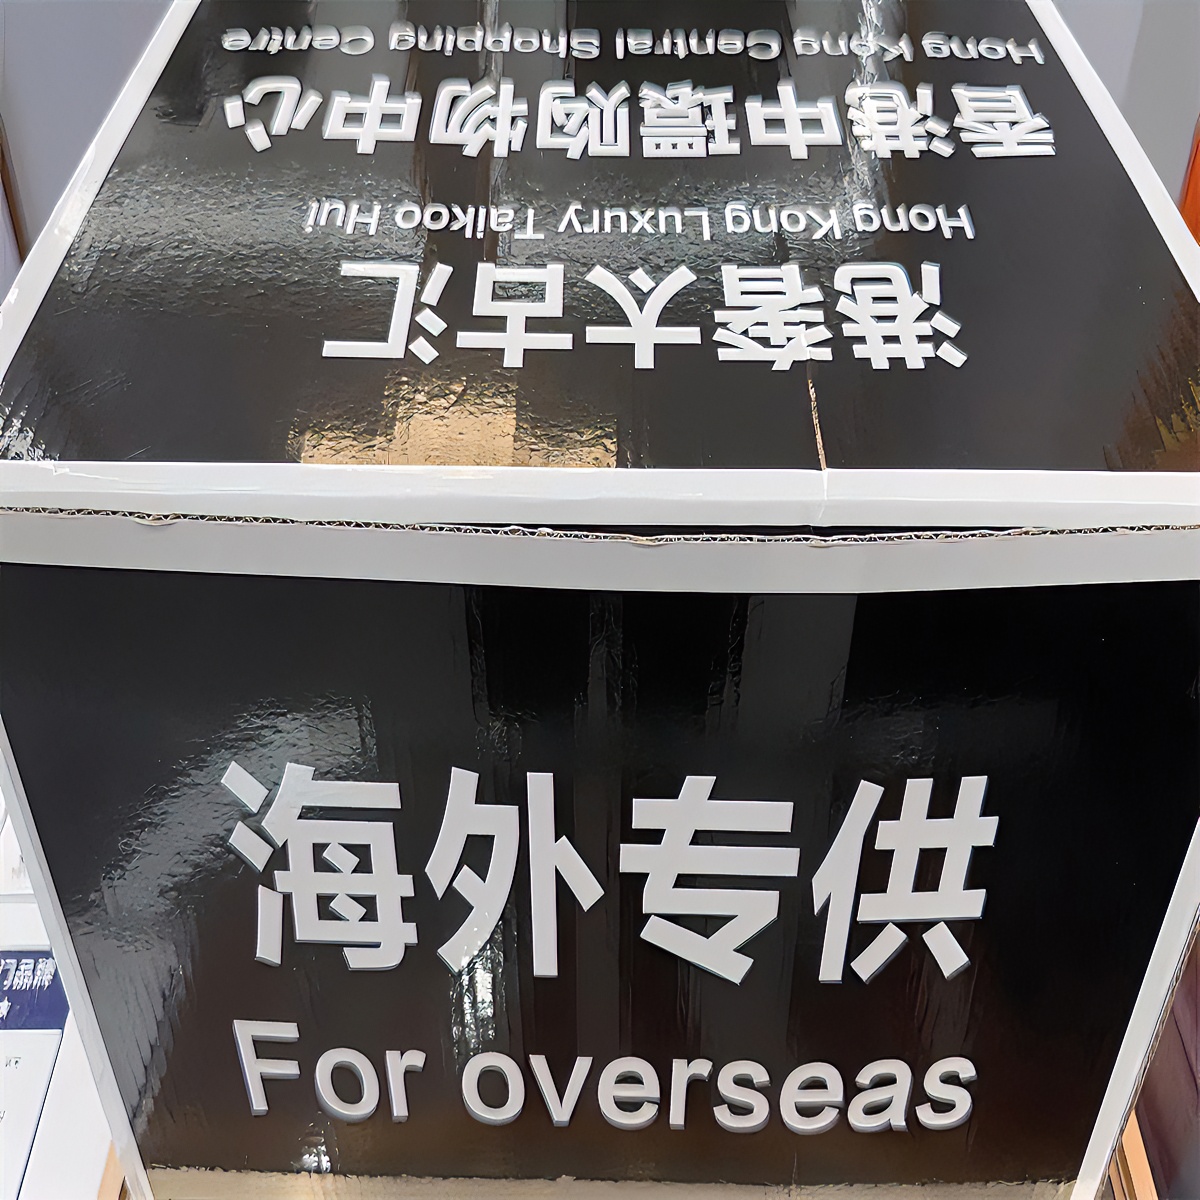 港奢太古汇
Hong Kong Luxury Taikoo Hui
香港中環购物中心
Hong Kong Central Shopping Centre
海外专供
For overseas